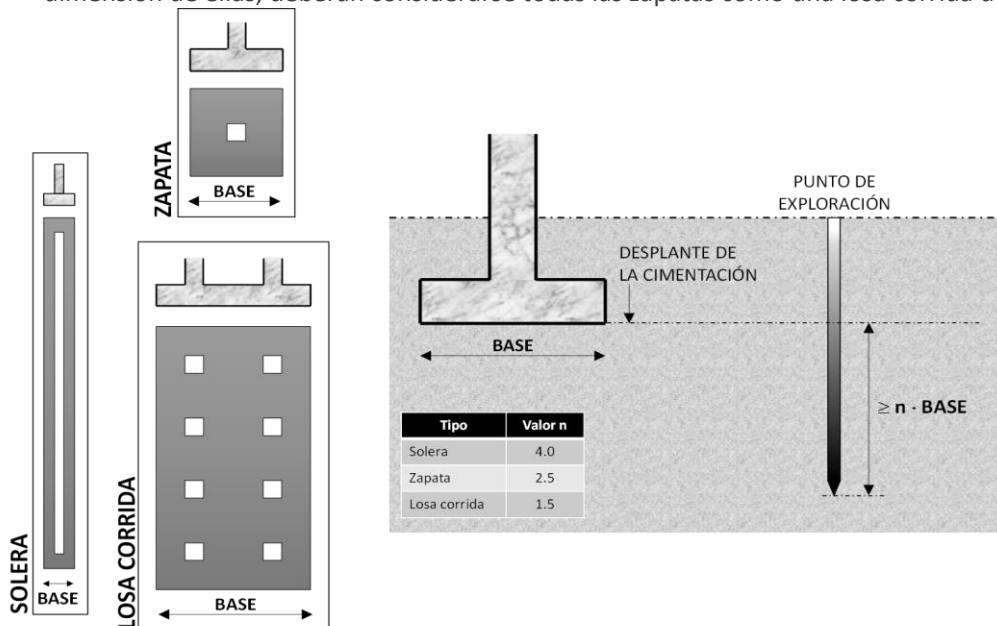 dimensión de ellas, deberán considerarse todas las zapatas como una losa corrida
ZAPATA
BASE
SOLERA
BASE
LOSA CORRIDA
BASE
PUNTO DE
EXPLORACIÓN
DESPLANTE DE
LA CIMENTACIÓN
BASE
≥ n · BASE
Tipo Valor n
Solera 4.0
Zapata 2.5
Losa corrida 1.5